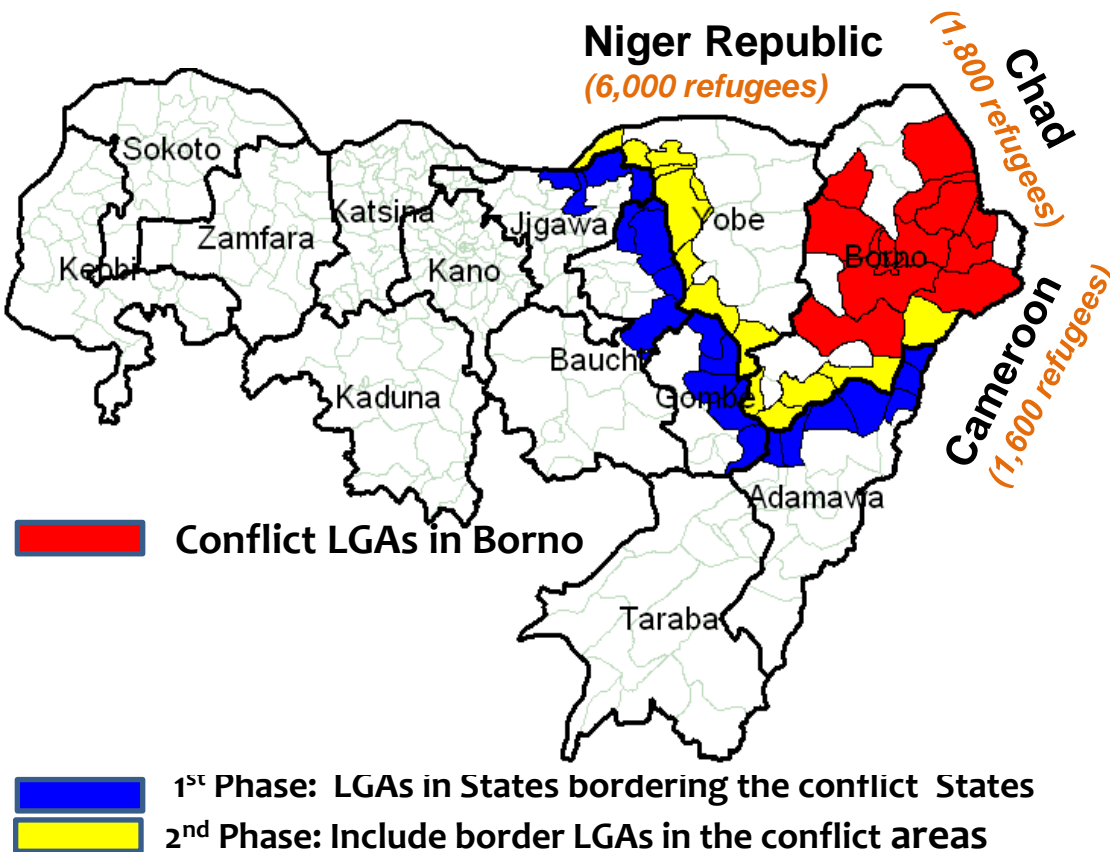 Niger Republic
(6,000 refugees)
Chad
(1,800 refugees)
Sokoto
Katsina
Jigawa
Yobe
Zamfara
Kebbi
Kano
Borno
Cameroon
(1,600 refugees)
Bauchi
Kaduna
Gombe
Adamawa
Conflict LGAs in Borno
Taraba
1st Phase: LGAs in States bordering the conflict States
2nd Phase: Include border LGAs in the conflict areas